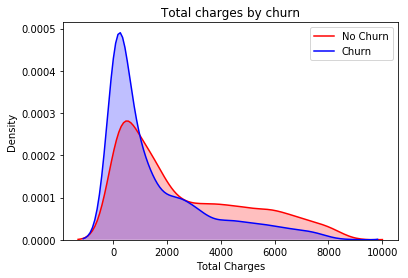 Total charges by churn
No Churn
Churn
Density
0.0005
0.0004
0.0003
0.0002
0.0001
0.0000
0 2000 4000 6000 8000 10000
Total Charges